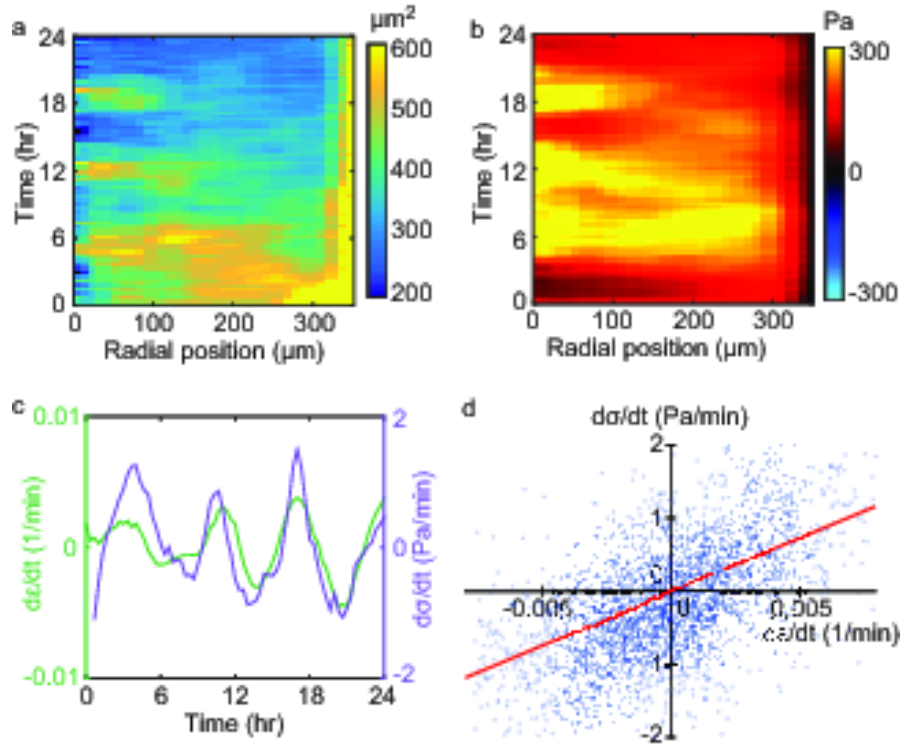 a
μm²
24
18
12
6
0
Time (hr)
0
100
200
300
Radial position (μm)
600
500
400
300
200
b
Pa
24
18
12
6
0
Time (hr)
0
100
200
300
Radial position (μm)
300
0
-300
c
0.01
0
-0.01
dε/dt (1/min)
2
0
-2
dσ/dt (Pa/min)
0
6
12
18
24
Time (hr)
d
dσ/dt (Pa/min)
2
1
-0.005
0
0.005
dε/dt (1/min)
1
-2